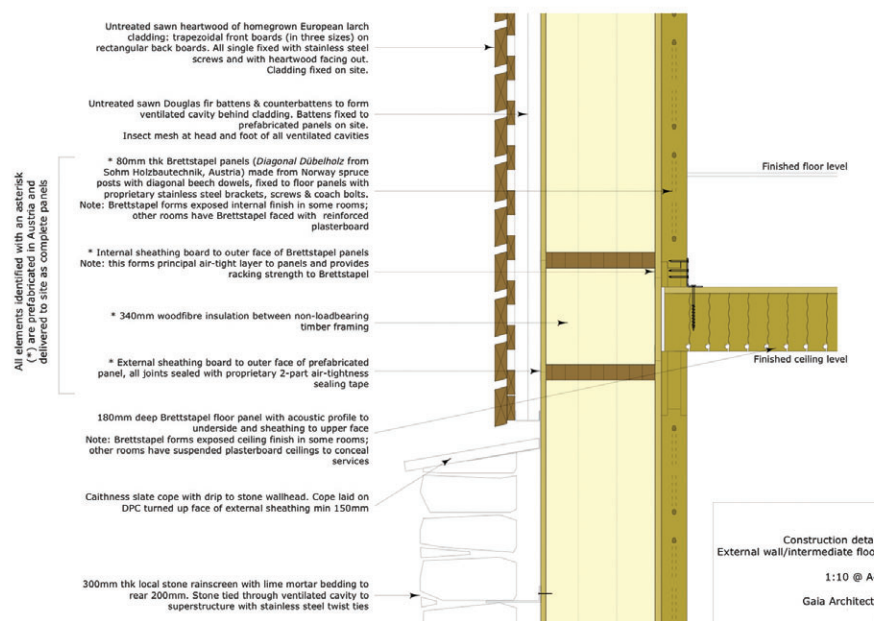 Untreated sawn heartwood of homegrown European larch
cladding: trapezoidal front boards (in three sizes) on
rectangular back boards. All single fixed with stainless steel
screws and with heartwood facing out.
Cladding fixed on site.
Untreated sawn Douglas fir battens & counterbattens to form
ventilated cavity behind cladding. Battens fixed to
prefabricated panels on site.
Insect mesh at head and foot of all ventilated cavities
All elements identified with an asterisk
(*) are prefabricated in Austria and
delivered to site as complete panels
* 80mm thk Brettstapel panels (Diagonal Dübelholz from
Sohm Holzbautechnik, Austria) made from Norway spruce
posts with diagonal beech dowels, fixed to floor panels with
proprietary stainless steel brackets, screws & coach bolts.
Note: Brettstapel forms exposed internal finish in some rooms;
other rooms have Brettstapel faced with reinforced
plasterboard
* Internal sheathing board to outer face of Brettstapel panels
Note: this forms principal air-tight layer to panels and provides
racking strength to Brettstapel
* 340mm woodfibre insulation between non-loadbearing
timber framing
* External sheathing board to outer face of prefabricated
panel, all joints sealed with proprietary 2-part air-tightness
sealing tape
180mm deep Brettstapel floor panel with acoustic profile to
underside and sheathing to upper face
Note: Brettstapel forms exposed ceiling finish in some rooms;
other rooms have suspended plasterboard ceilings to conceal
services
Caithness slate cope with drip to stone wallhead. Cope laid on
DPC turned up face of external sheathing min 150mm
300mm thk local stone rainscreen with lime mortar bedding to
rear 200mm. Stone tied through ventilated cavity to
superstructure with stainless steel twist ties
Finished floor level
Finished ceiling level
Construction deta
External wall/intermediate floo
1:10 @ A
Gaia Architect